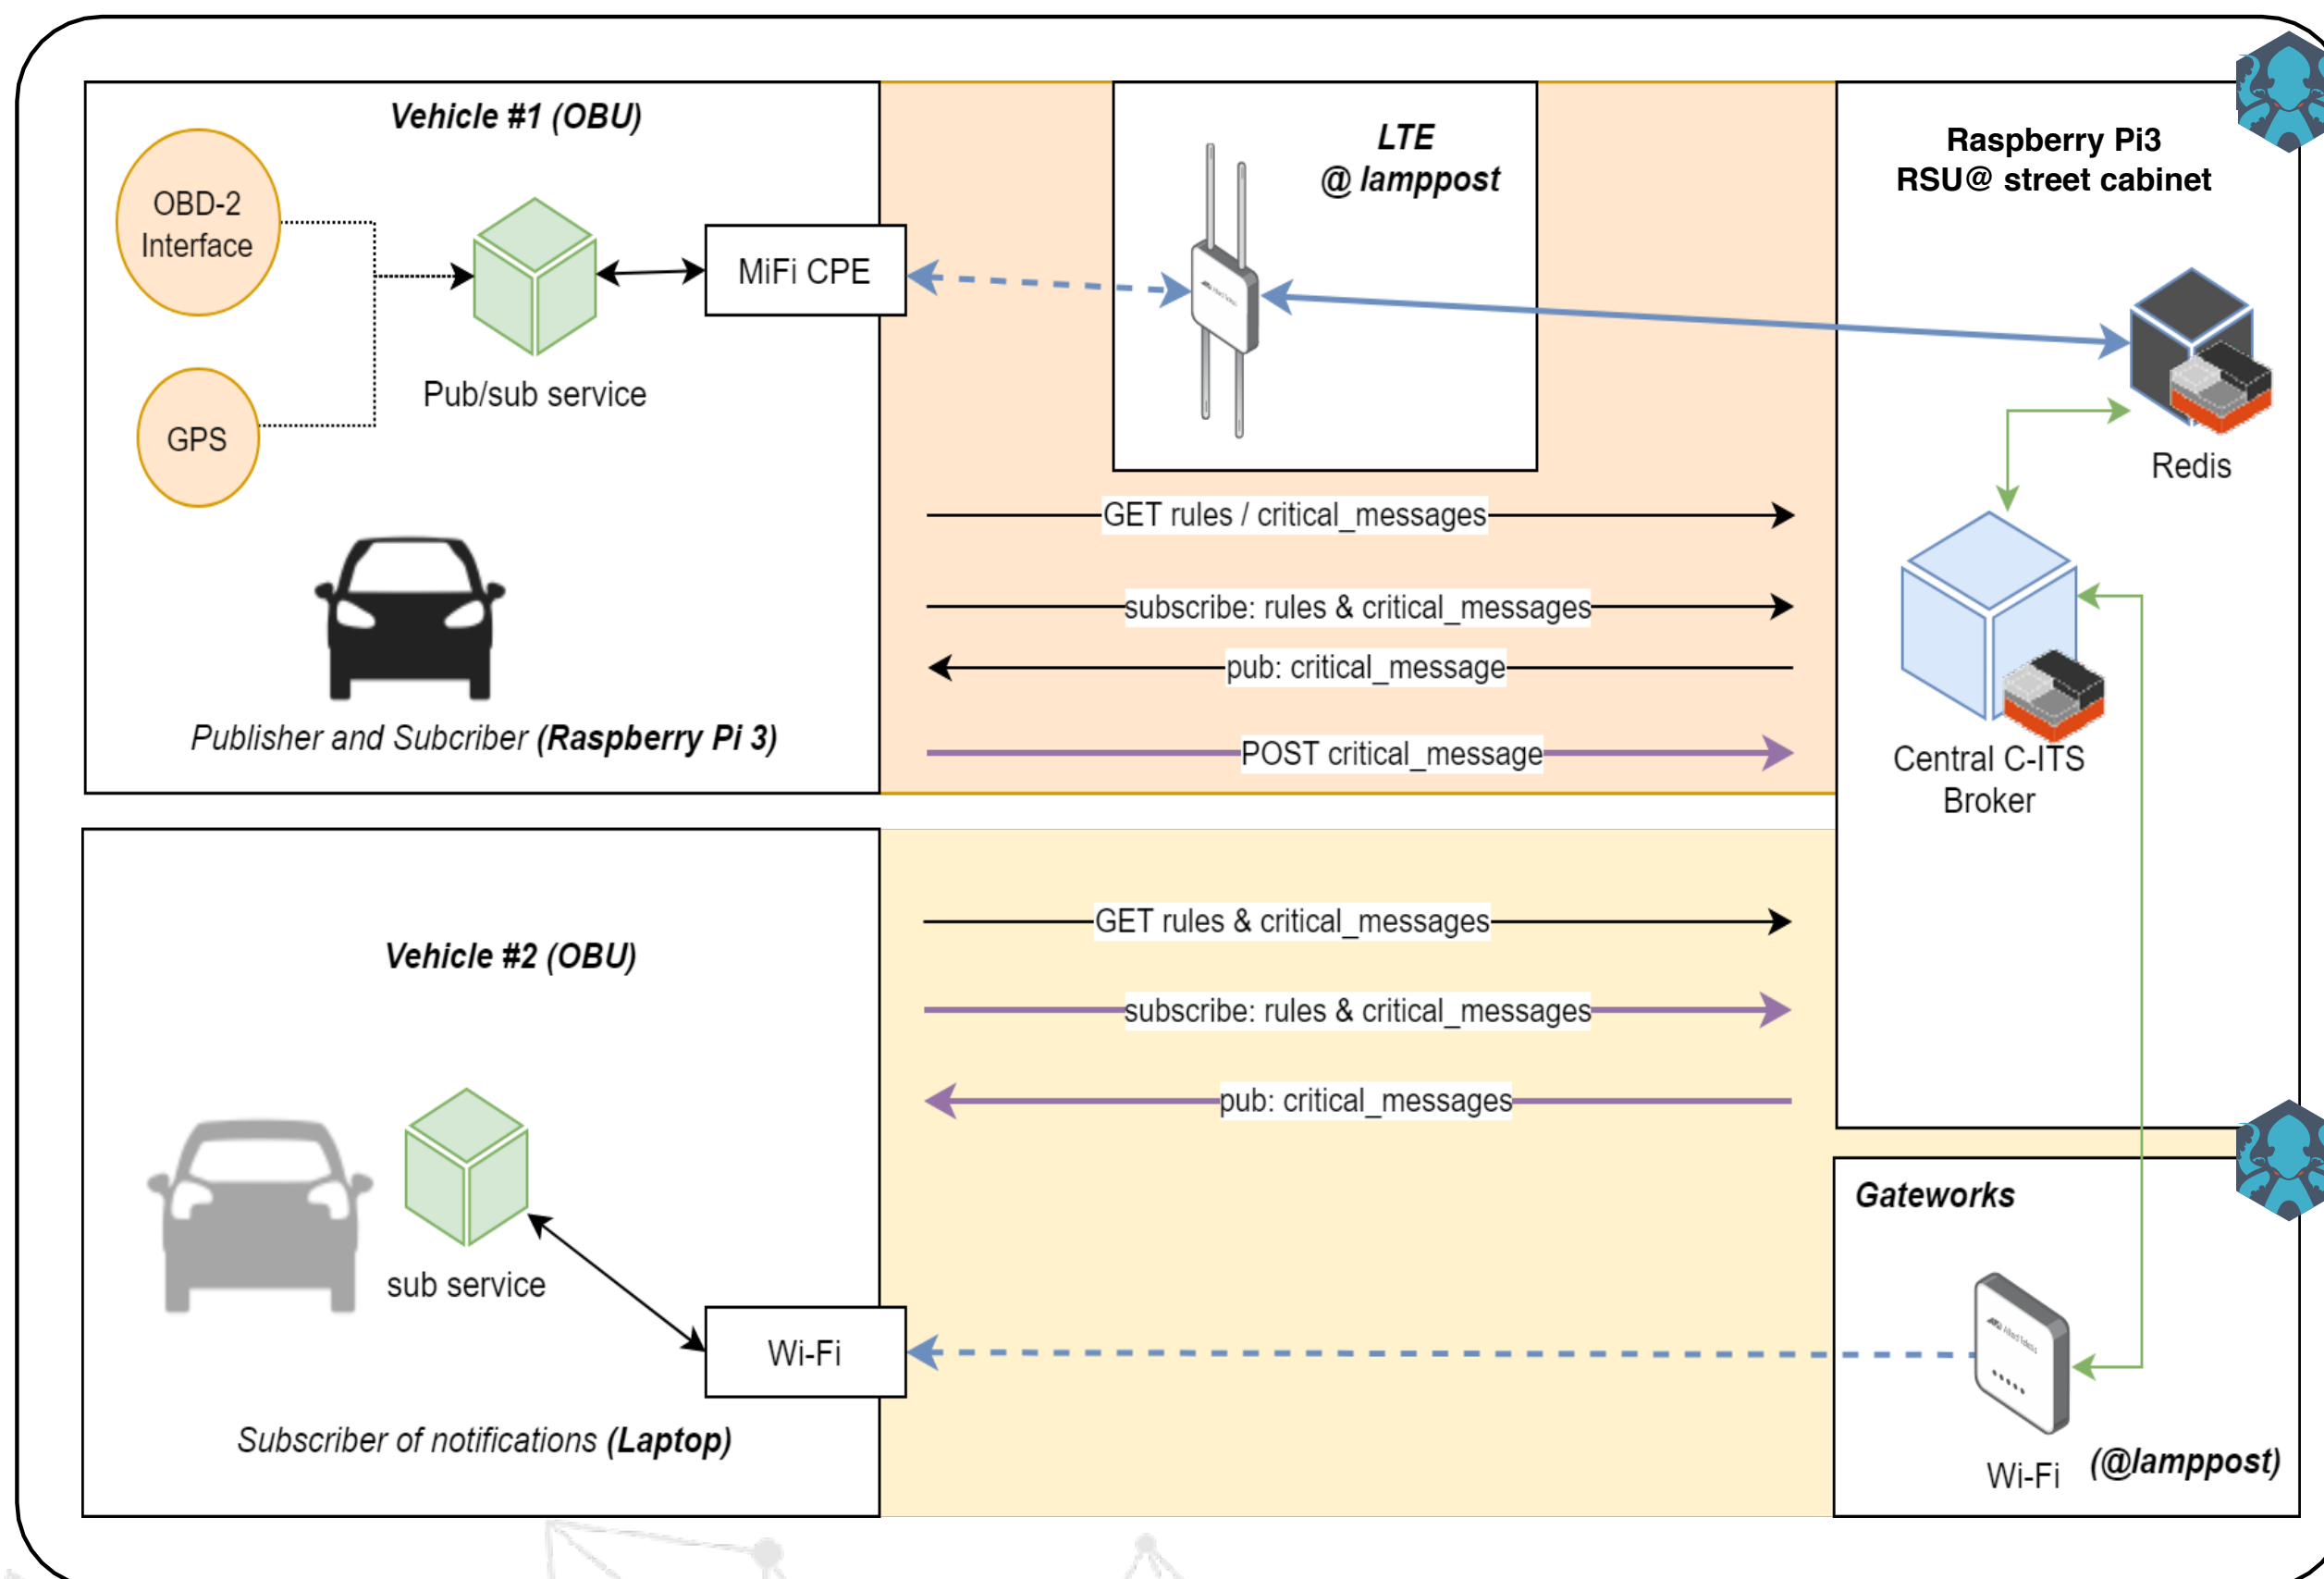 Vehicle #1 (OBU)
OBD-2
Interface
GPS
Pub/sub service
MiFi CPE
Publisher and Subcriber (Raspberry Pi 3)
LTE
@ lamppost
GET rules / critical_messages
subscribe: rules & critical_messages
pub: critical_message
POST critical_message
Raspberry Pi3
RSU@ street cabinet
Redis
Central C-ITS
Broker
Vehicle #2 (OBU)
sub service
Wi-Fi
Subscriber of notifications (Laptop)
GET rules & critical_messages
subscribe: rules & critical_messages
pub: critical_messages
Gateworks
Wi-Fi
(@lamppost)